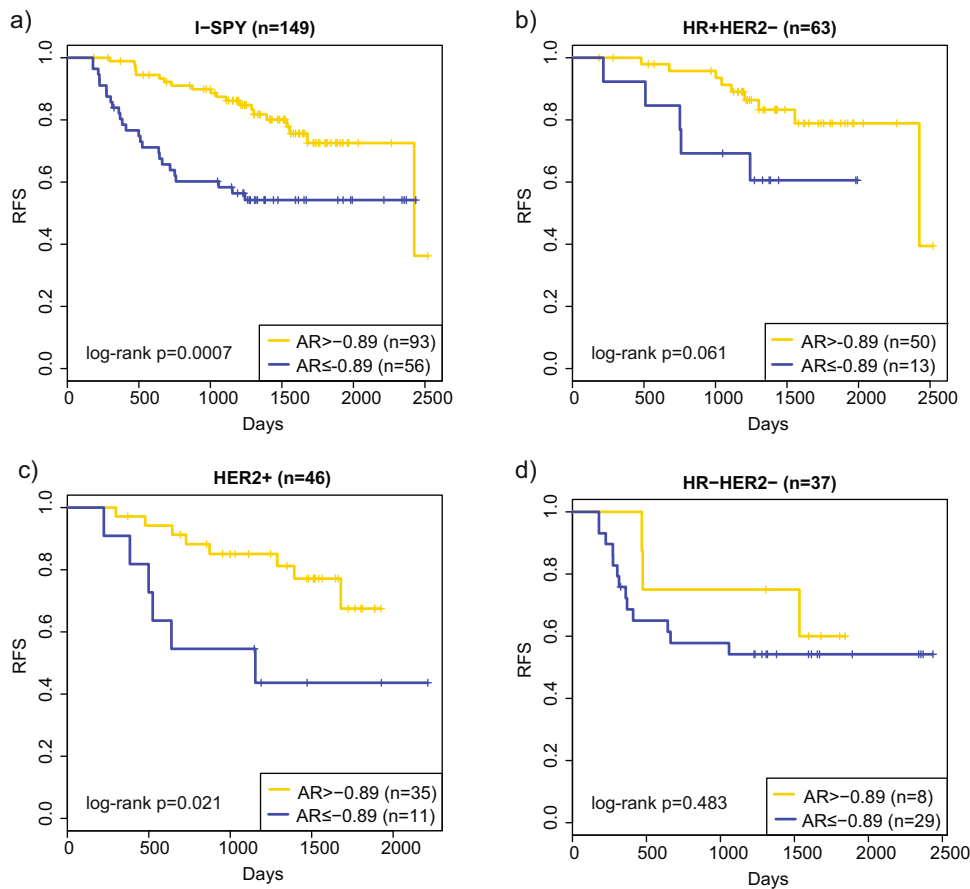 a)
I−SPY (n=149)
RFS
1.0
0.8
0.6
0.4
0.2
0.0
log-rank p=0.0007
AR>−0.89 (n=93)
AR≤-0.89 (n=56)
0 500 1000 1500 2000 2500
Days
b)
HR+HER2− (n=63)
RFS
1.0
0.8
0.6
0.4
0.2
0.0
log-rank p=0.061
AR>−0.89 (n=50)
AR≤-0.89 (n=13)
0 500 1000 1500 2000 2500
Days
c)
HER2+ (n=46)
RFS
1.0
0.8
0.6
0.4
0.2
0.0
log-rank p=0.021
AR>−0.89 (n=35)
AR≤−0.89 (n=11)
0 500 1000 1500 2000
Days
d)
HR−HER2− (n=37)
RFS
1.0
0.8
0.6
0.4
0.2
0.0
log-rank p=0.483
AR>−0.89 (n=8)
AR≤−0.89 (n=29)
0 500 1000 1500 2000 2500
Days